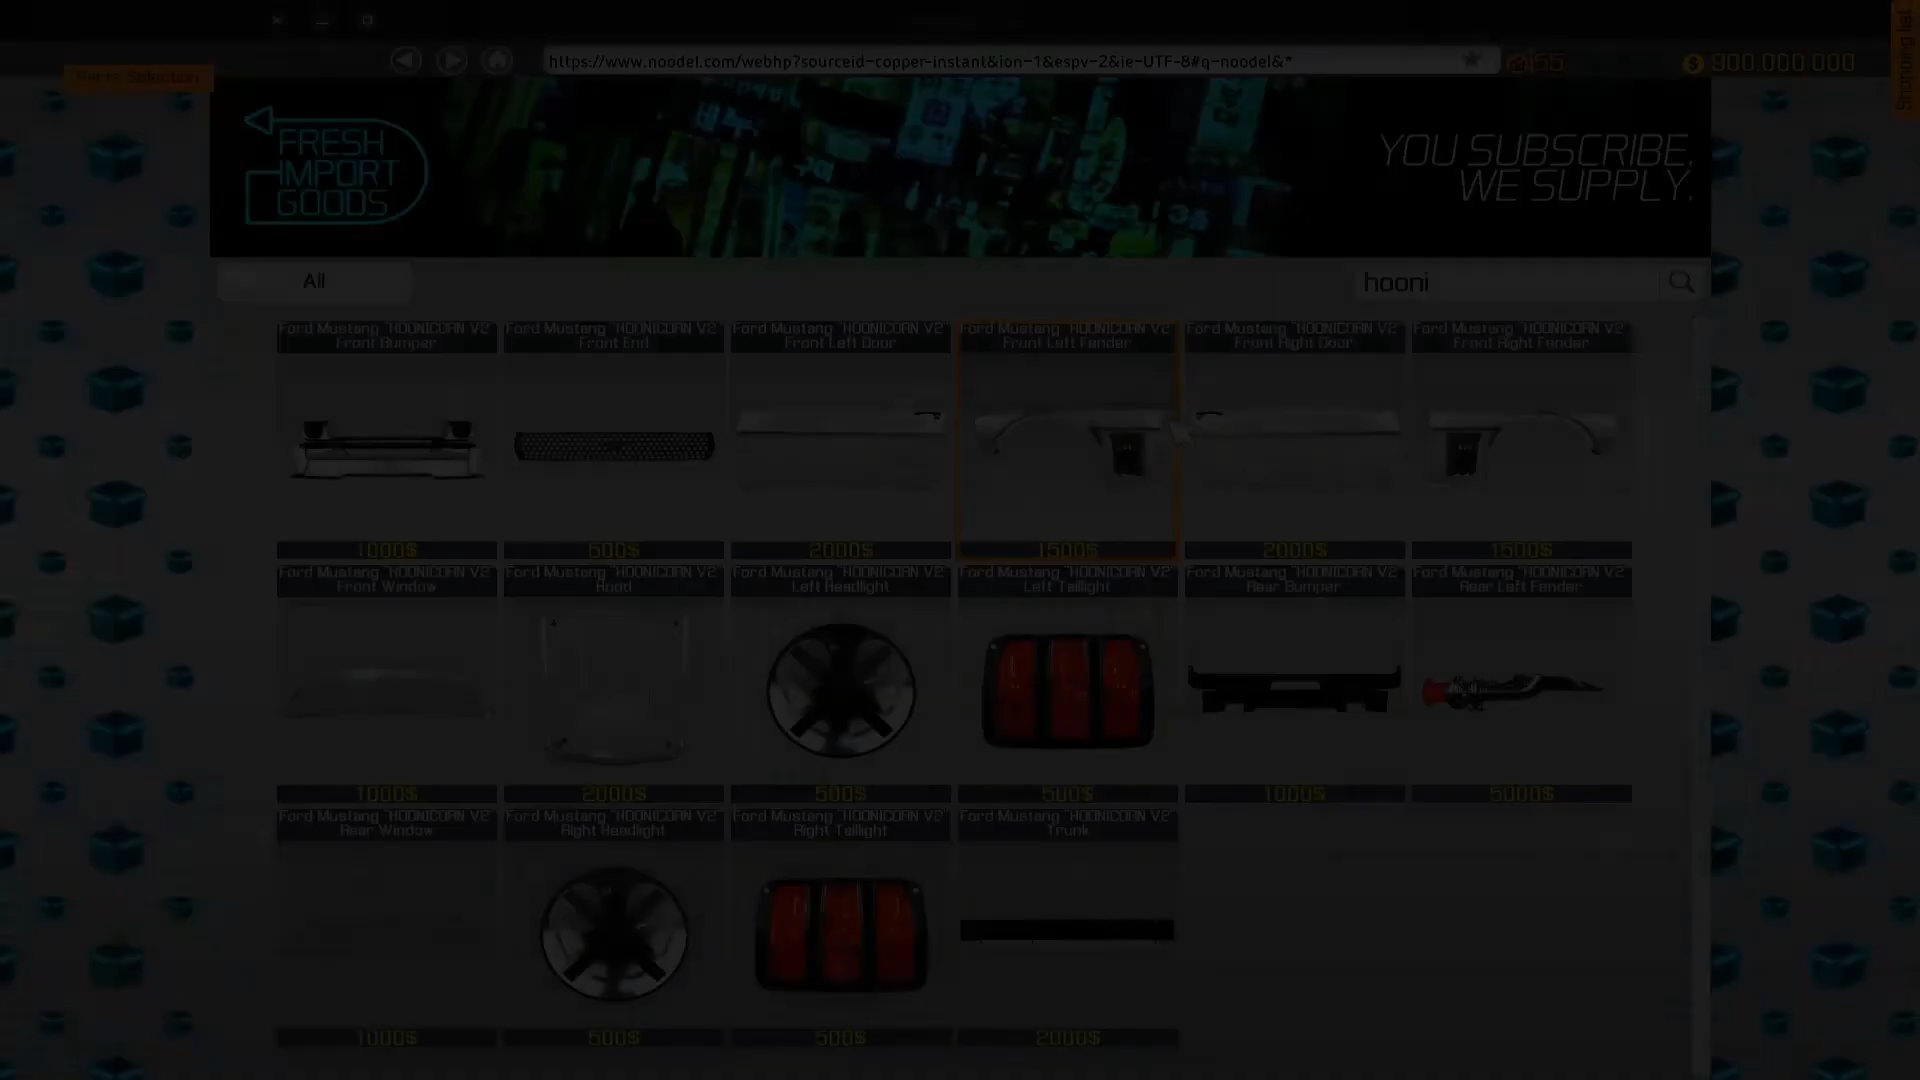 https://www.noodel.com/webhp?sourceid-copper-instant&ion-1&espv-2&ie-UTF-8#q-noodel&*
55
900.000.000
Parts Selection
Shopping list
FRESH
IMPORT
GOODS
YOU SUBSCRIBE,
WE SUPPLY.
All
hooni
Ford Mustang "HOONICORN V2"
Front Bumper
1000$
Ford Mustang "HOONICORN V2"
Front End
500$
Ford Mustang "HOONICORN V2"
Front Left Door
2000$
Ford Mustang "HOONICORN V2"
Front Left Fender
1500$
Ford Mustang "HOONICORN V2"
Front Right Door
2000$
Ford Mustang "HOONICORN V2"
Front Right Fender
1500$
Ford Mustang "HOONICORN V2"
Front Window
1000$
Ford Mustang "HOONICORN V2"
Hood
2000$
Ford Mustang "HOONICORN V2"
Left Headlight
500$
Ford Mustang "HOONICORN V2"
Left Taillight
500$
Ford Mustang "HOONICORN V2"
Rear Bumper
1000$
Ford Mustang "HOONICORN V2"
Rear Left Fender
5000$
Ford Mustang "HOONICORN V2"
Rear Window
1000$
Ford Mustang "HOONICORN V2"
Right Headlight
500$
Ford Mustang "HOONICORN V2"
Right Taillight
500$
Ford Mustang "HOONICORN V2"
Trunk
2000$